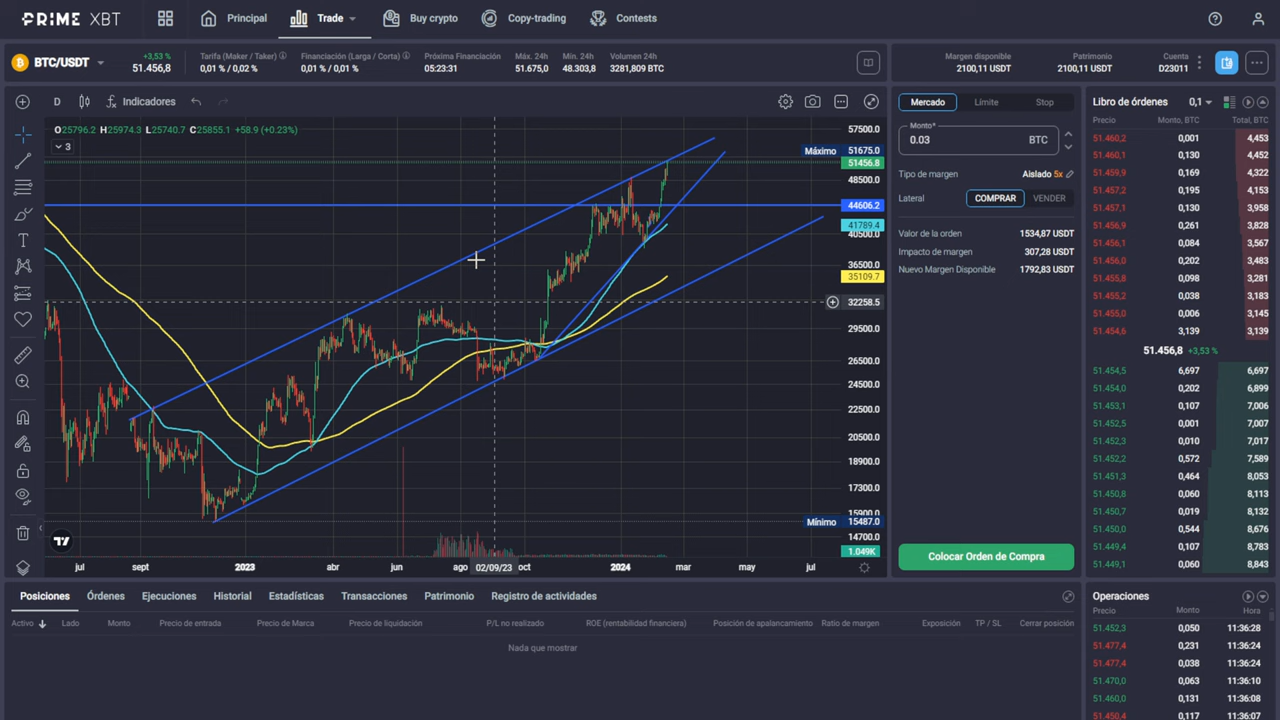 PRIME XBT
Principal
Trade
Buy crypto
Copy-trading
Contests
BTC/USDT
+3,53 %
51.456,8
Tarifa (Maker / Taker)
0,01 % / 0,02 %
Financiación (Larga / Corta)
0,01 % / 0,01 %
Próxima Financiación
05:23:31
Máx. 24h
51.675,0
Mín. 24h
48.303,8
Volumen 24h
3281,809 BTC
Margen disponible
2100,11 USDT
Patrimonio
2100,11 USDT
Cuenta
D23011
D
Indicadores
O25796.2 H25974.3 L25740.7 C25855.1 +58.9 (+0.23%)
3
57500.0
Máximo 51675.0
51456.8
48500.0
44606.2
41789.4
40500.0
36500.0
35109.7
32258.5
29500.0
26500.0
24500.0
22500.0
20500.0
18900.0
17300.0
15900.0
Mínimo 15487.0
14700.0
1.049K
jul
sept
2023
abr
jun
ago
02/09/23
oct
2024
mar
may
jul
Mercado
Límite
Stop
Monto*
0.03
BTC
Tipo de margen
Aislado 5x
Lateral
COMPRAR
VENDER
Valor de la orden
1534,87 USDT
Impacto de margen
307,28 USDT
Nuevo Margen Disponible
1792,83 USDT
Colocar Orden de Compra
Libro de órdenes
0,1
Precio Monto, BTC Total, BTC
51.460,2 0,001 4,453
51.460,1 0,130 4,452
51.459,9 0,169 4,322
51.457,7 0,195 4,153
51.457,1 0,130 3,958
51.456,9 0,261 3,828
51.456,8 0,084 3,567
51.456,2 0,203 3,483
51.455,8 0,098 3,281
51.455,2 0,038 3,183
51.455,0 0,006 3,145
51.454,6 3,139 3,139
51.456,8 +3,53 %
51.454,5 6,697 6,697
51.454,0 0,202 6,899
51.453,1 0,107 7,006
51.452,5 0,001 7,007
51.452,3 0,010 7,017
51.452,2 0,572 7,589
51.451,3 0,464 8,053
51.450,8 0,060 8,113
51.450,7 0,019 8,132
51.450,0 0,544 8,676
51.449,4 0,107 8,783
51.449,1 0,060 8,843
Posiciones
Órdenes
Ejecuciones
Historial
Estadísticas
Transacciones
Patrimonio
Registro de actividades
Activo
Lado
Monto
Precio de entrada
Precio de Marca
Precio de liquidación
P/L no realizado
ROE (rentabilidad financiera)
Posición de apalancamiento
Ratio de margen
Exposición
TP / SL
Cerrar posición
Nada que mostrar
Operaciones
Precio Monto Hora
51.452,3 0,050 11:36:28
51.477,4 0,231 11:36:24
51.477,4 0,038 11:36:24
51.470,0 0,063 11:36:10
51.460,0 0,131 11:36:08
51.450,4 0,117 11:36:07